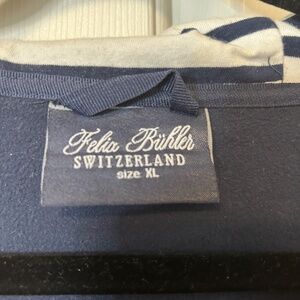 Felix Bühler
SWITZERLAND
size XL